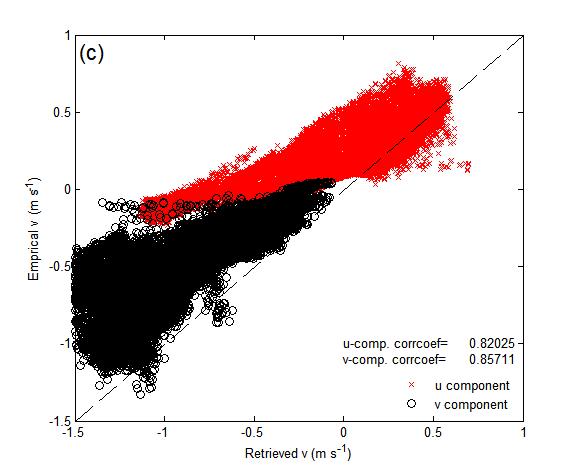 (c)
1
0.5
0
-0.5
-1
-1.5
Emprical v (m s-1)
u-comp. corrcoef= 0.82025
v-comp. corrcoef= 0.85711
u component
v component
-1.5 -1 -0.5 0 0.5 1
Retrieved v (m s-1)